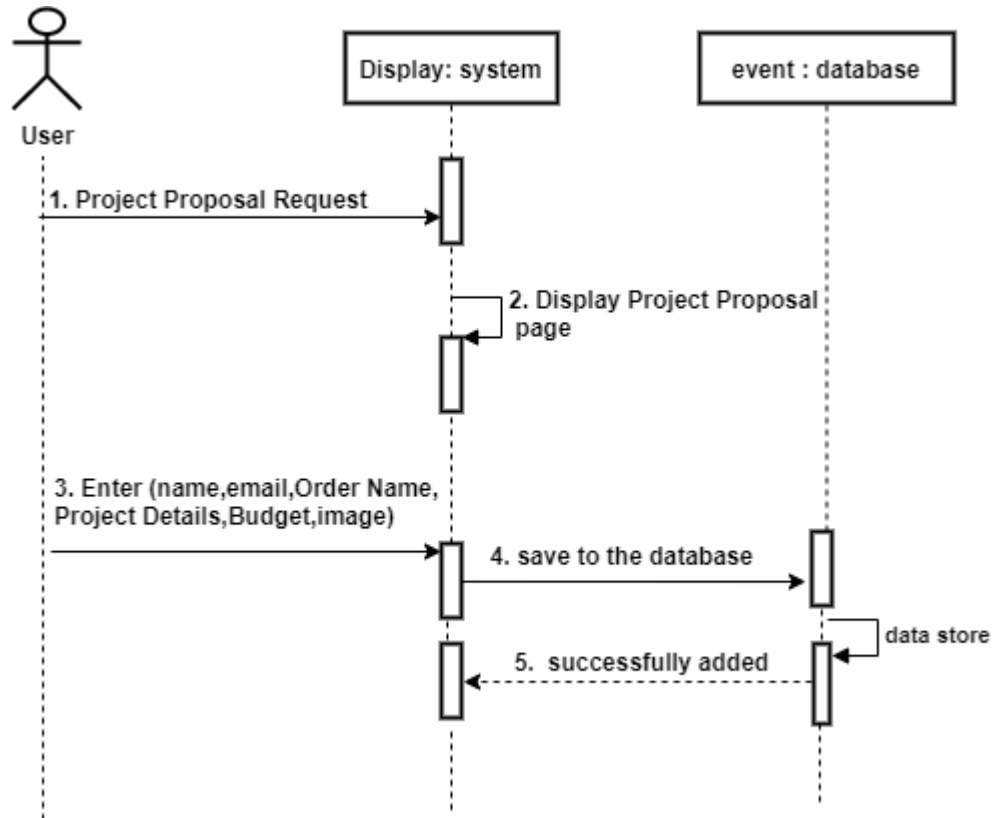 Display: system
event : database
User
1. Project Proposal Request
2. Display Project Proposal
page
3. Enter (name,email,Order Name,
Project Details,Budget,image)
4. save to the database
data store
5. successfully added